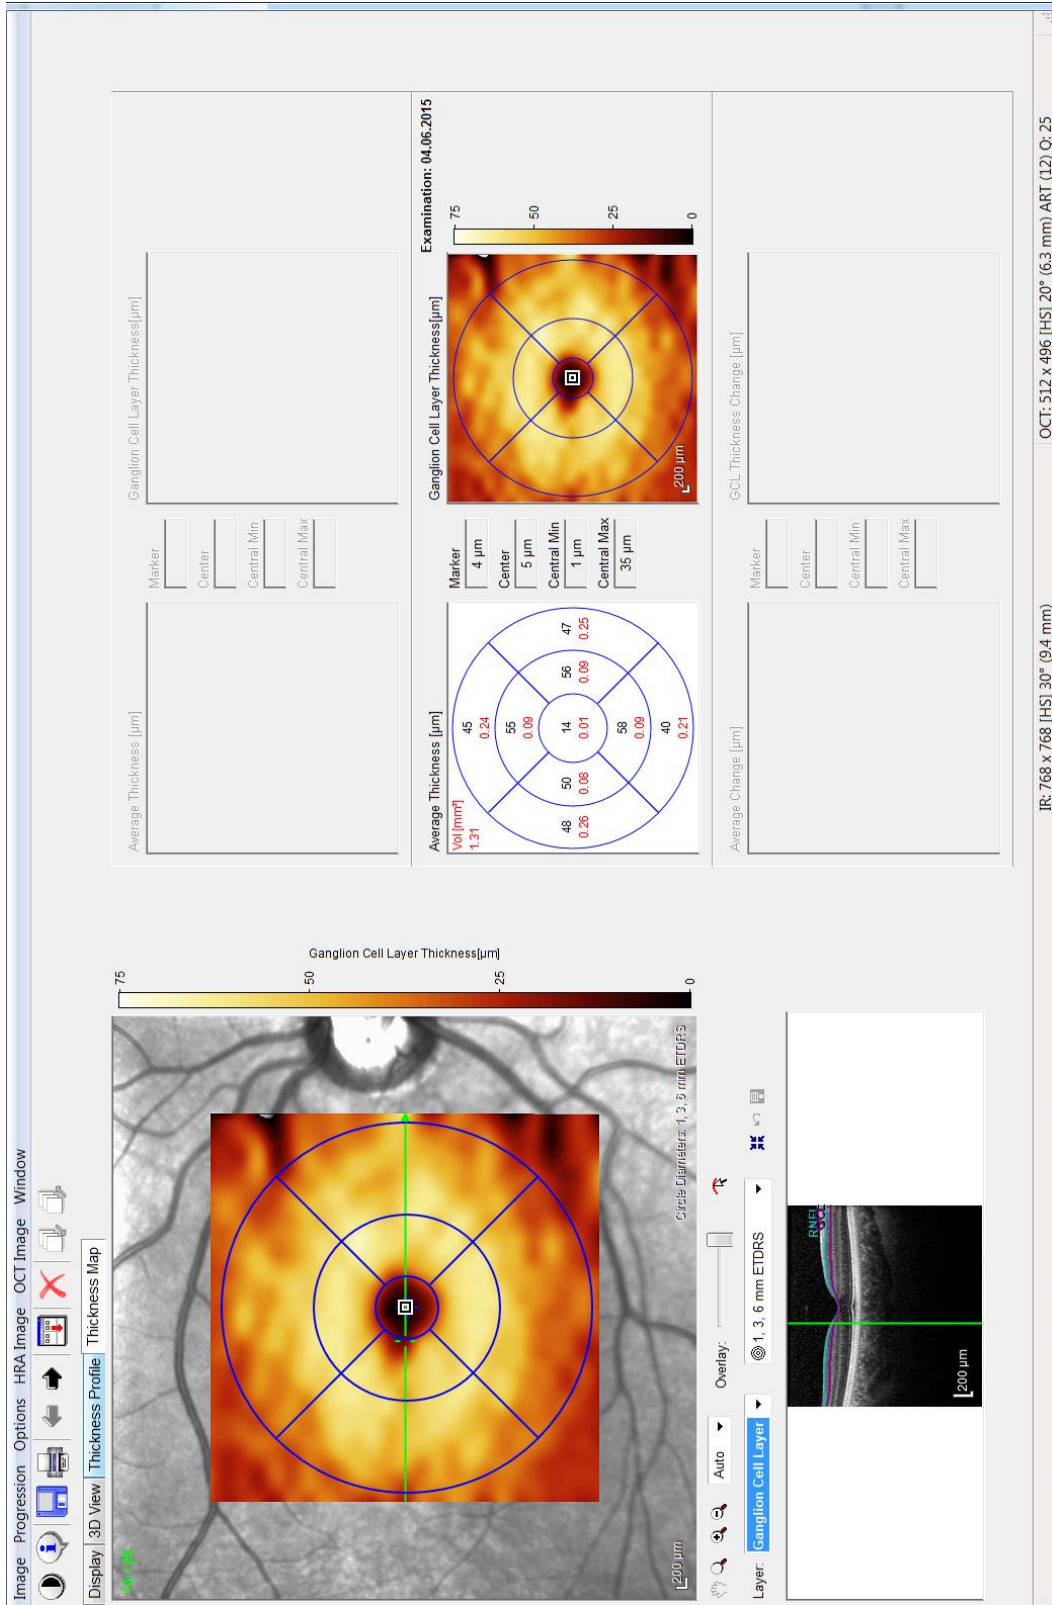 Image Progression Options HRA Image OCT Image Window
Display 3D View Thickness Profile Thickness Map
200 µm
Circle Diameters: 1, 3, 6 mm ETDRS
75
50
25
0
Ganglion Cell Layer Thickness[µm]
Auto Overlay:
Layer: Ganglion Cell Layer 1, 3, 6 mm ETDRS
RNFL
200 µm
Average Thickness [µm]
Marker
Center
Central Min
Central Max
Ganglion Cell Layer Thickness[µm]
Examination: 04.06.2015
Average Thickness [µm]
Vol [mm³]
1.31
45
0.24
55
0.09
48
0.26
50
0.08
14
0.01
56
0.09
47
0.25
58
0.09
40
0.21
Marker
4 µm
Center
5 µm
Central Min
1 µm
Central Max
35 µm
Ganglion Cell Layer Thickness[µm]
200 µm
75
50
25
0
Average Change [µm]
Marker
Center
Central Min
Central Max
GCL Thickness Change [µm]
IR: 768 x 768 [HS] 30° (9.4 mm)
OCT: 512 x 496 [HS] 20° (6.3 mm) ART (12) Q: 25